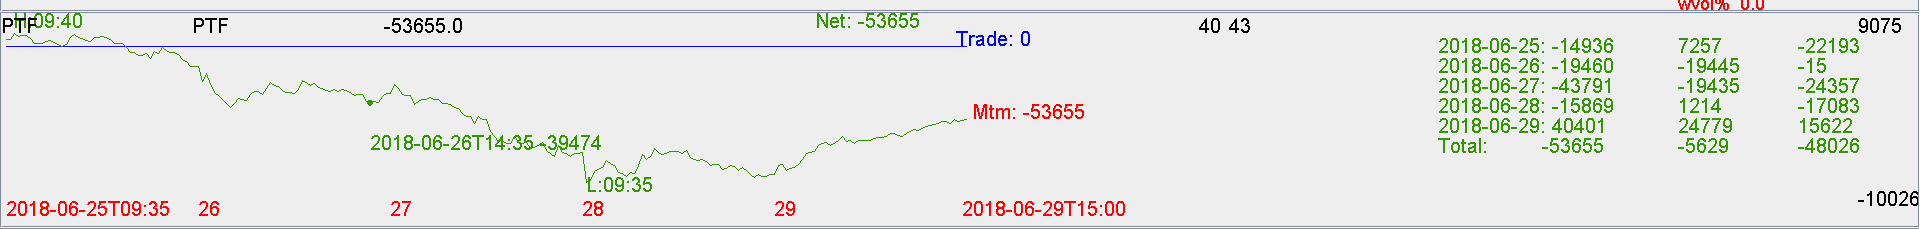 wvol% 0.0
H:09:40
PTF PTF -53655.0 Net: -53655 40 43 9075
Trade: 0
2018-06-25: -14936 7257 -22193
2018-06-26: -19460 -19445 -15
2018-06-27: -43791 -19435 -24357
2018-06-28: -15869 1214 -17083
Mtm: -53655
2018-06-29: 40401 24779 15622
2018-06-26T14:35 -39474
Total: -53655 -5629 -48026
L:09:35
-10026
2018-06-25T09:35 26 27 28 29 2018-06-29T15:00